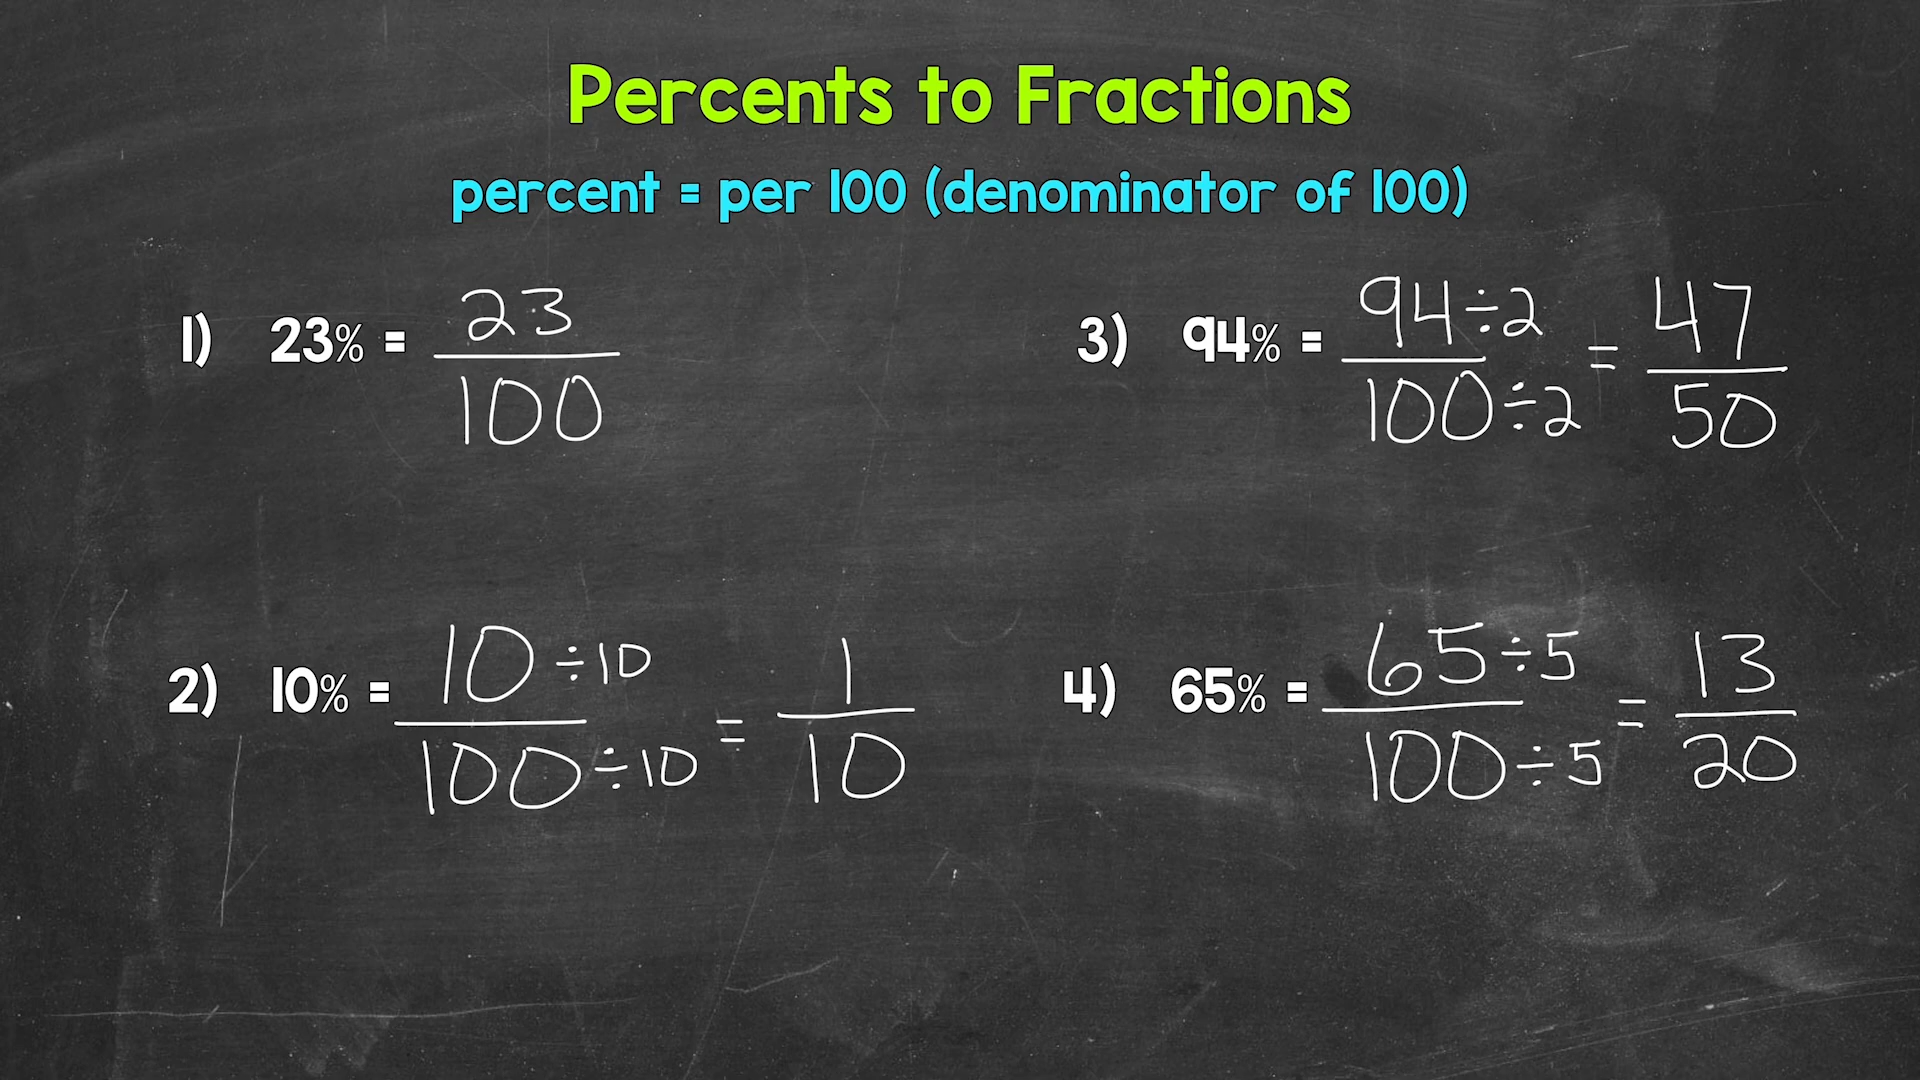 Percents to Fractions
percent = per 100 (denominator of 100)
1) 23% = 23/100
2) 10% = 10÷10/100÷10 = 1/10
3) 94% = 94÷2/100÷2 = 47/50
4) 65% = 65÷5/100÷5 = 13/20